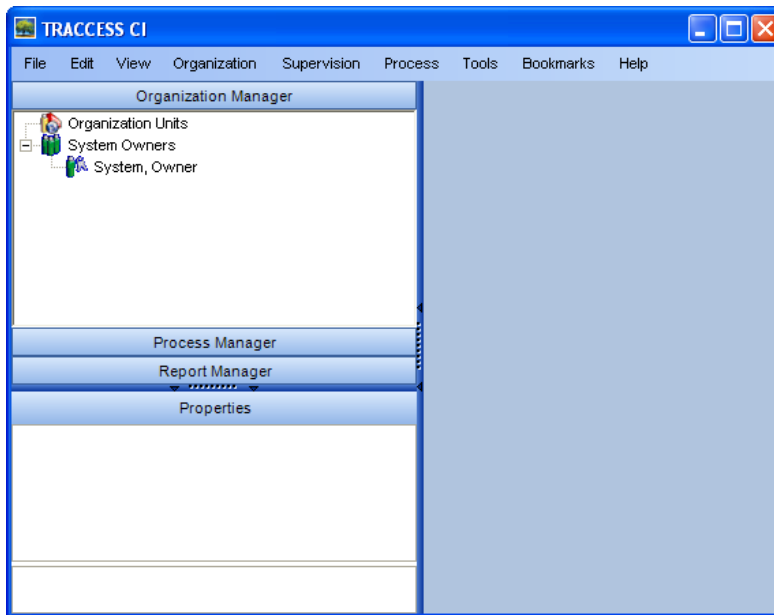 TRACCESS CI
File Edit View Organization Supervision Process Tools Bookmarks Help
Organization Manager
Organization Units
System Owners
System, Owner
Process Manager
Report Manager
Properties